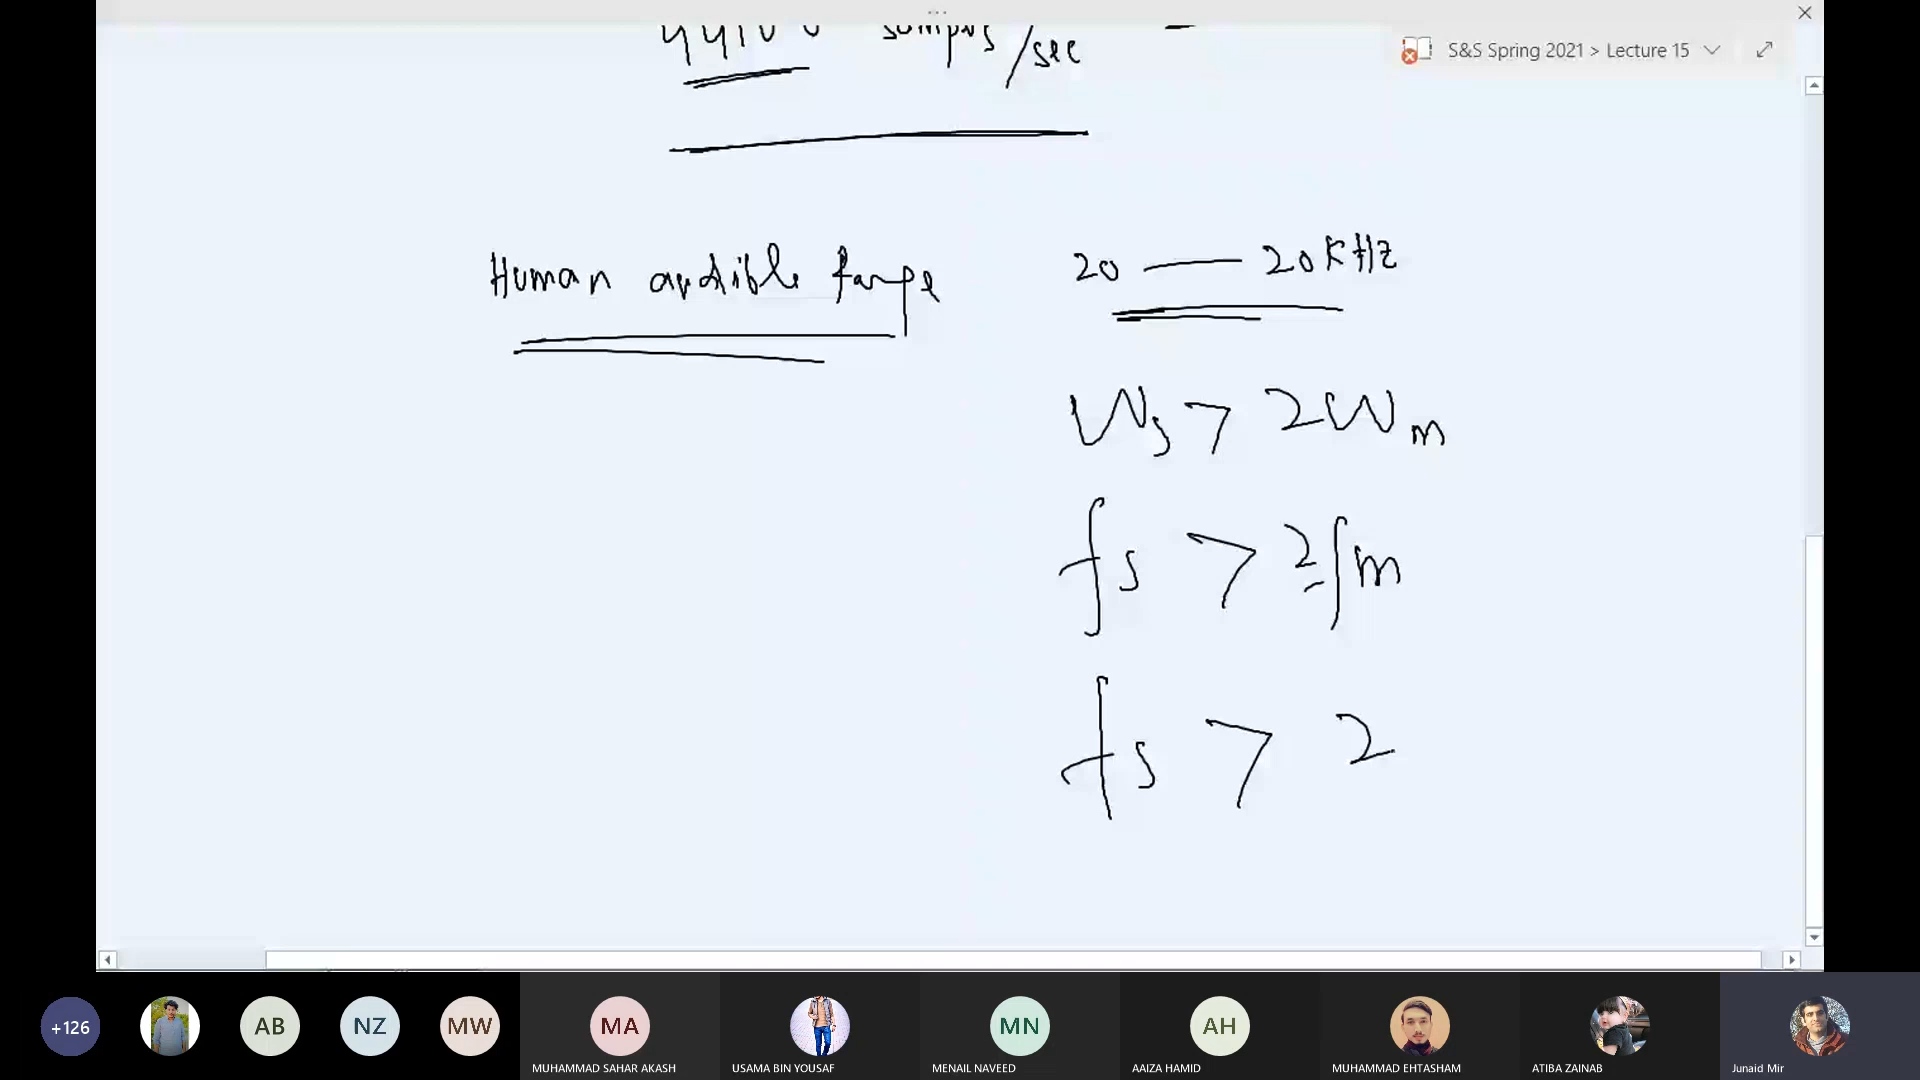 44100 samples/sec
S&S Spring 2021 > Lecture 15
Human audible range 20 — 20KHz
Ws > 2Wm
fs > 2fm
fs > 2
+126
AB
NZ
MW
MA
MN
AH
MUHAMMAD SAHAR AKASH
USAMA BIN YOUSAF
MENAIL NAVEED
AAIZA HAMID
MUHAMMAD EHTASHAM
ATIBA ZAINAB
Junaid Mir